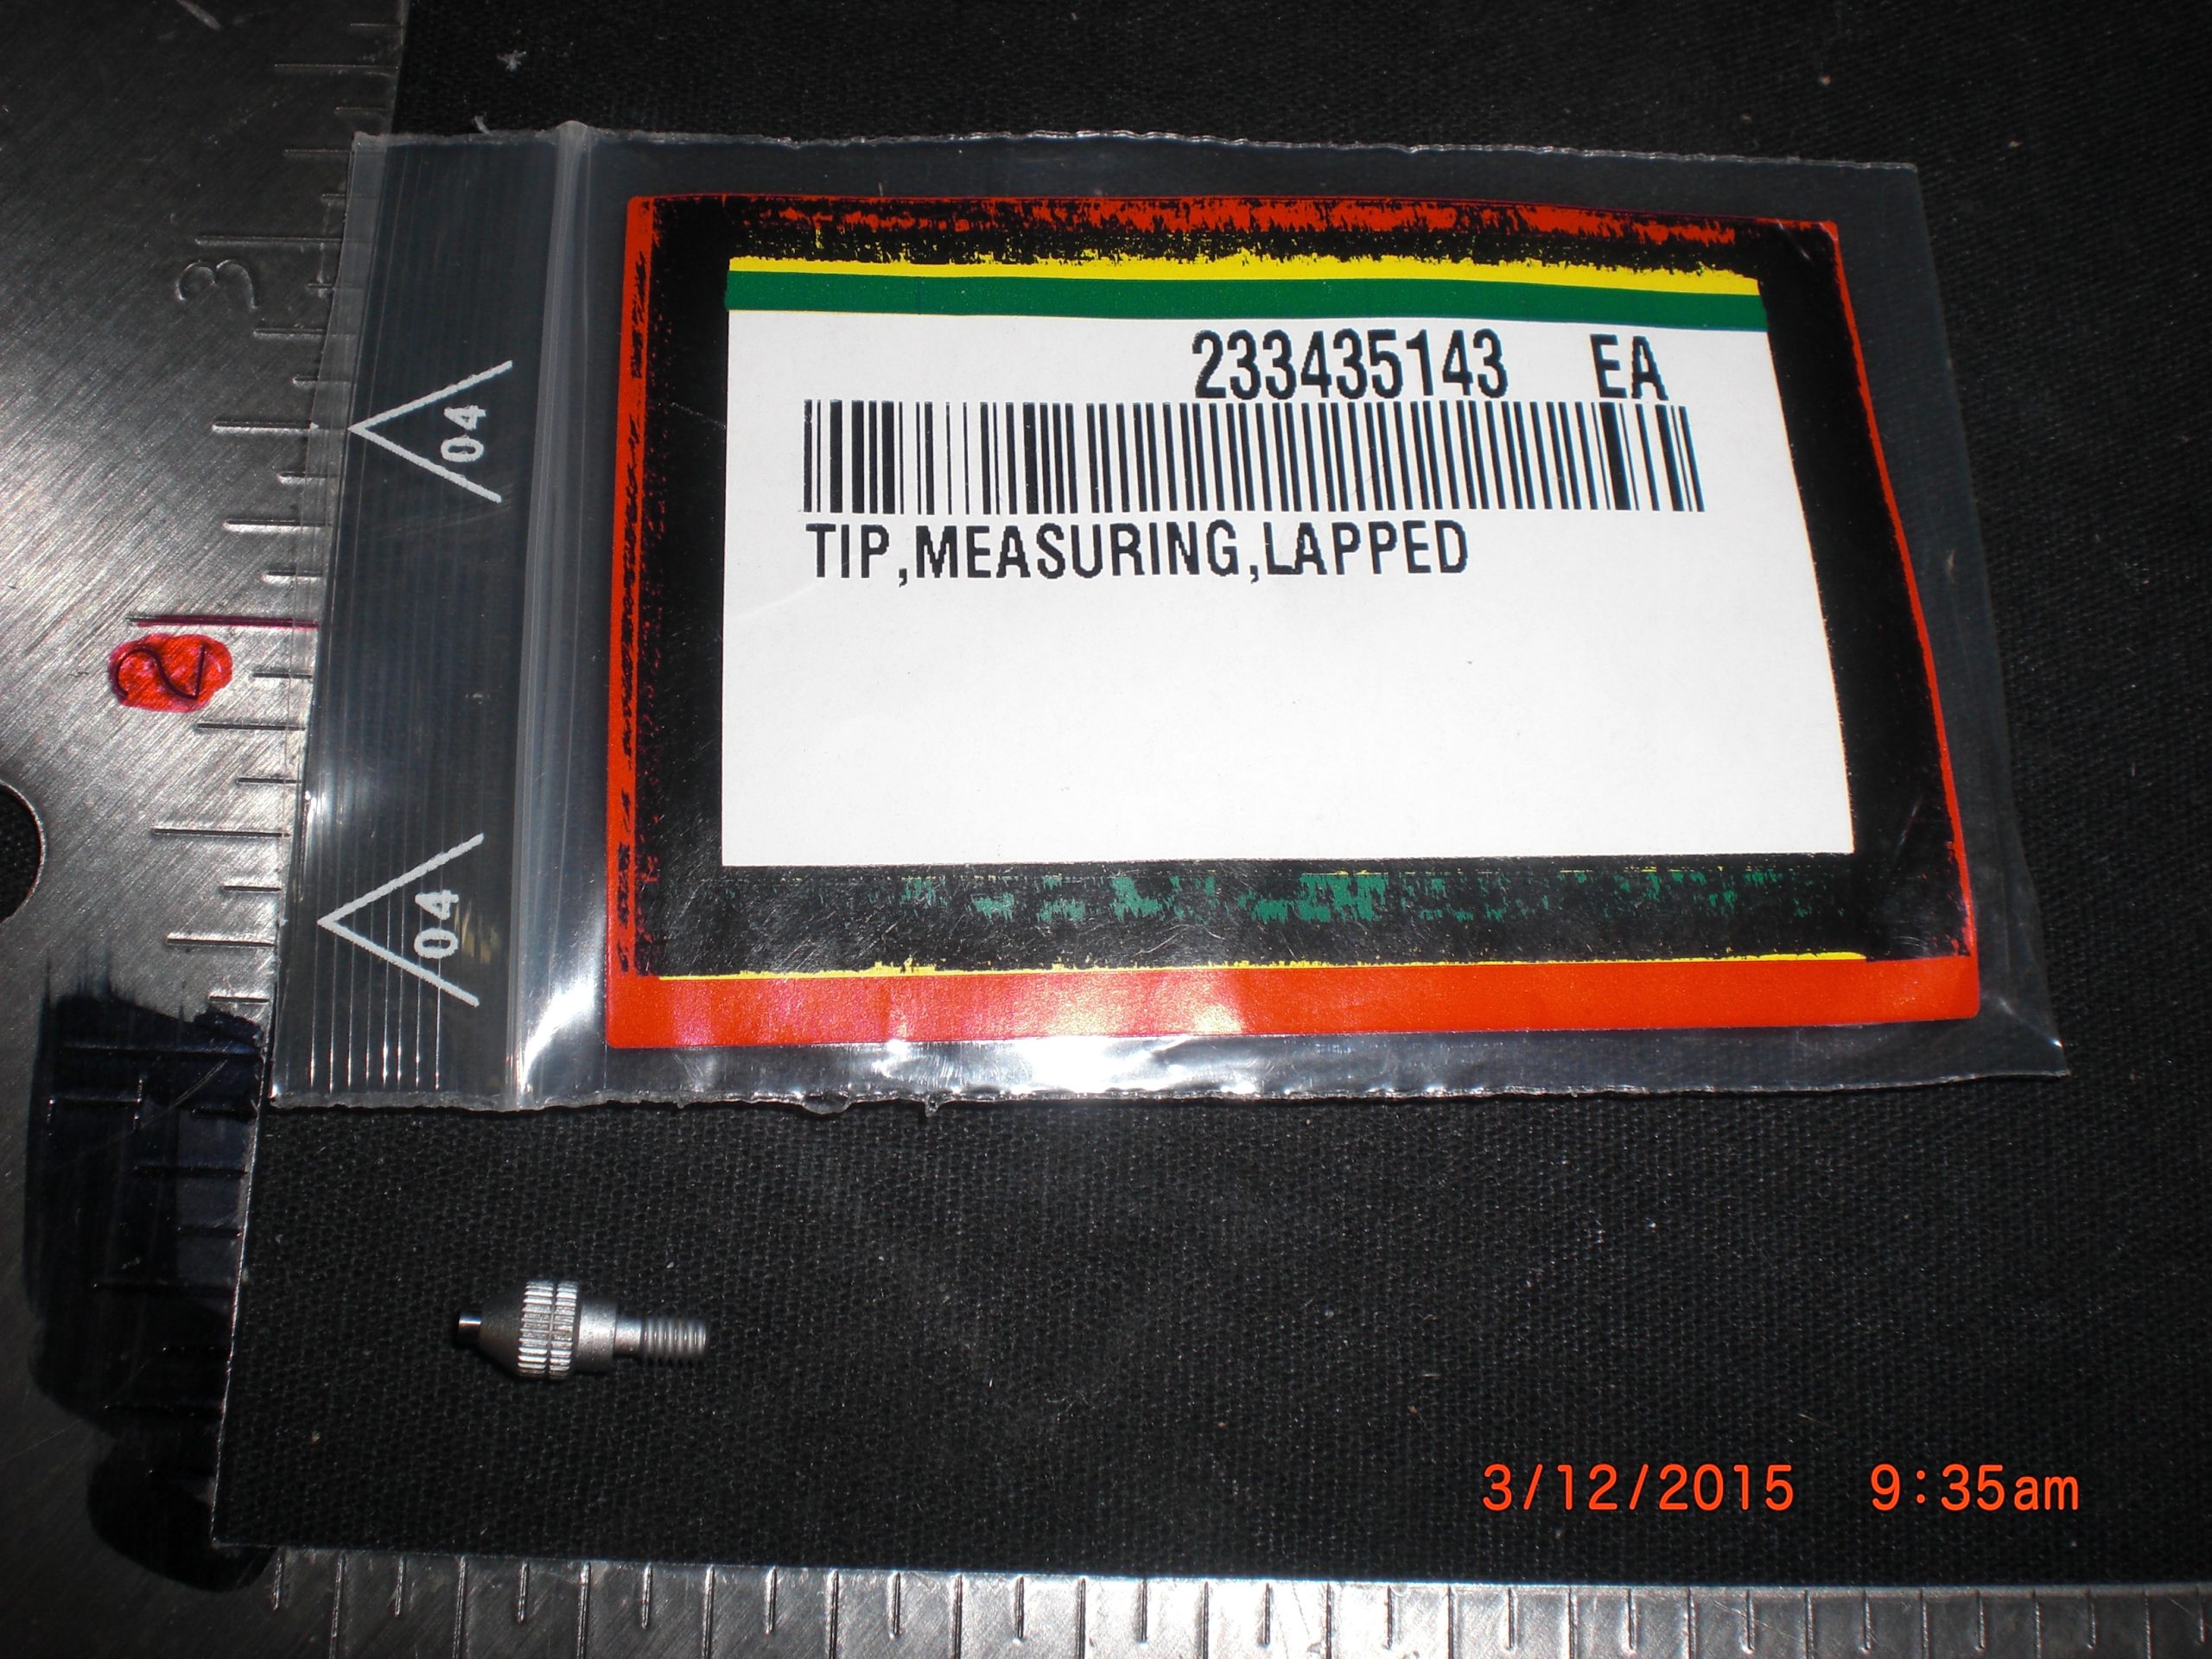 3
2
04
04
233435143 EA
TIP,MEASURING,LAPPED
3/12/2015 9:35am